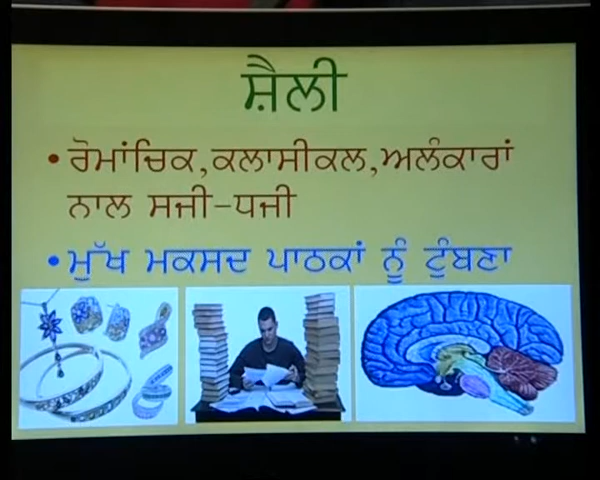 ਸ਼ੈਲੀ
• ਰੋਮਾਂਚਿਕ,ਕਲਾਸੀਕਲ,ਅਲੰਕਾਰਾਂ
ਨਾਲ ਸਜੀ-ਧਜੀ
• ਮੁੱਖ ਮਕਸਦ ਪਾਠਕਾਂ ਨੂੰ ਟੁੰਬਣਾ